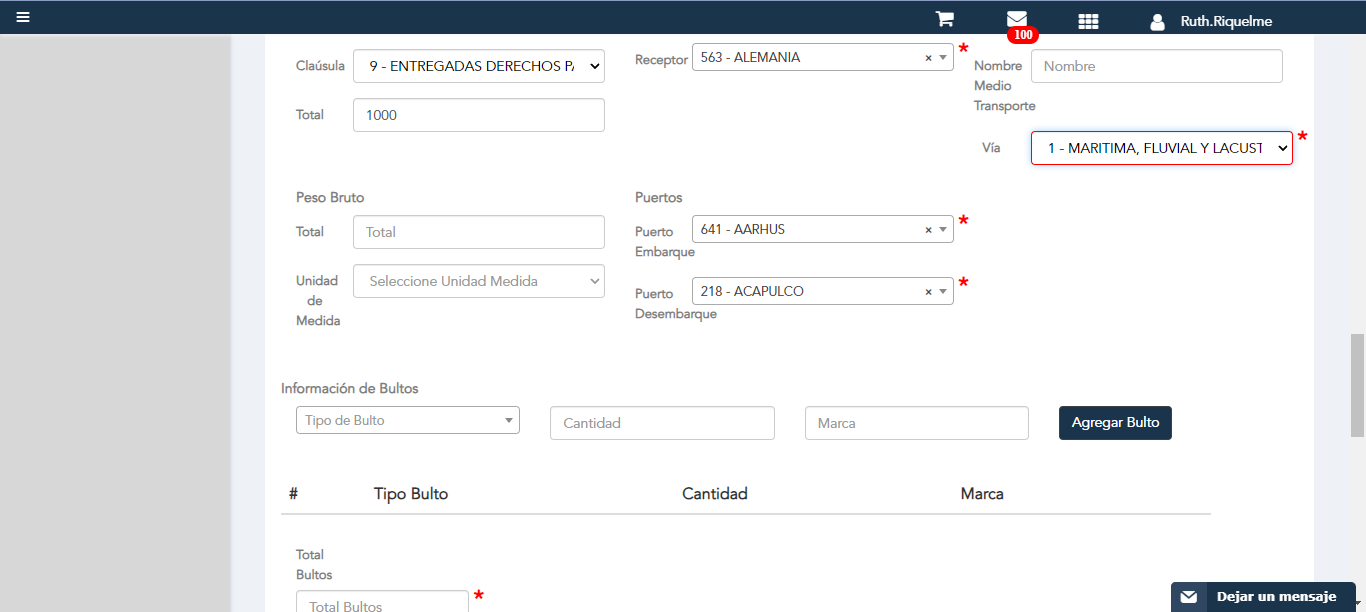 Ruth.Riquelme
100
Claúsula
9 - ENTREGADAS DERECHOS PA
Receptor
563 - ALEMANIA
×
*
Nombre
Medio
Transporte
Nombre
Total
1000
Vía
1 - MARITIMA, FLUVIAL Y LACUST
*
Peso Bruto
Puertos
Total
Total
Puerto
Embarque
641 - AARHUS
×
*
Unidad
de
Medida
Seleccione Unidad Medida
Puerto
Desembarque
218 - ACAPULCO
×
*
Información de Bultos
Tipo de Bulto
Cantidad
Marca
Agregar Bulto
# Tipo Bulto Cantidad Marca
Total
Bultos
Total Bultos
*
Dejar un mensaje